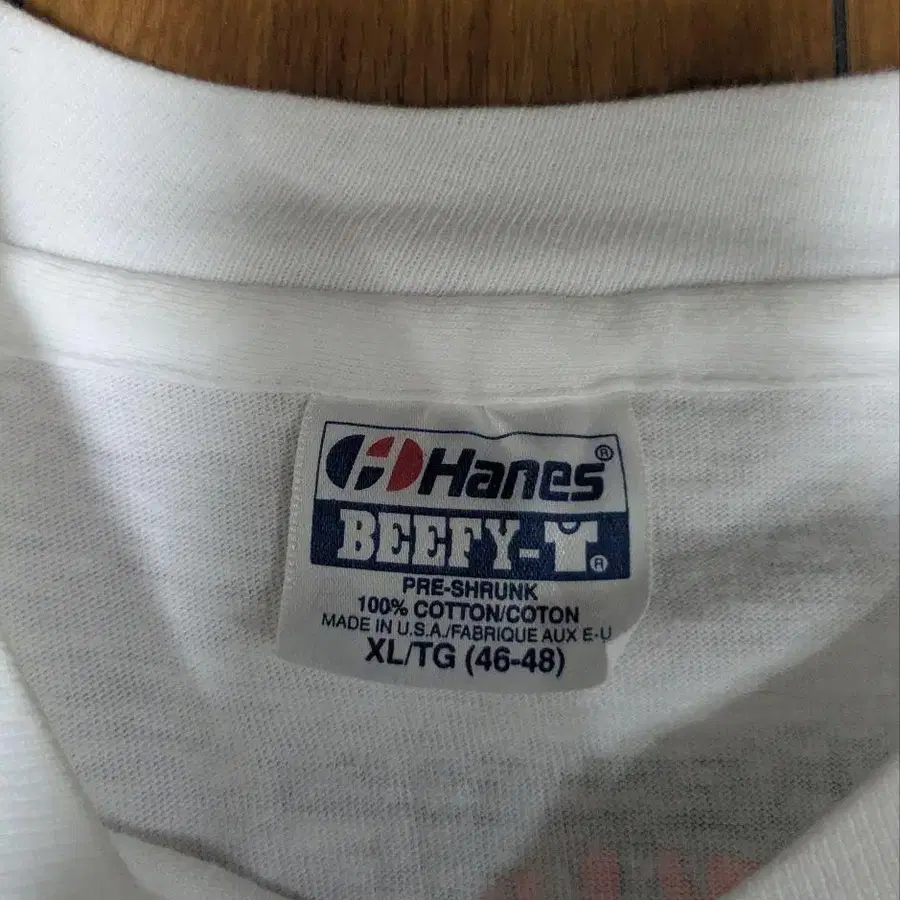 Hanes®
BEEFY-T®
PRE-SHRUNK
100% COTTON/COTON
MADE IN U.S.A./FABRIQUE AUX E-U
XL/TG (46-48)